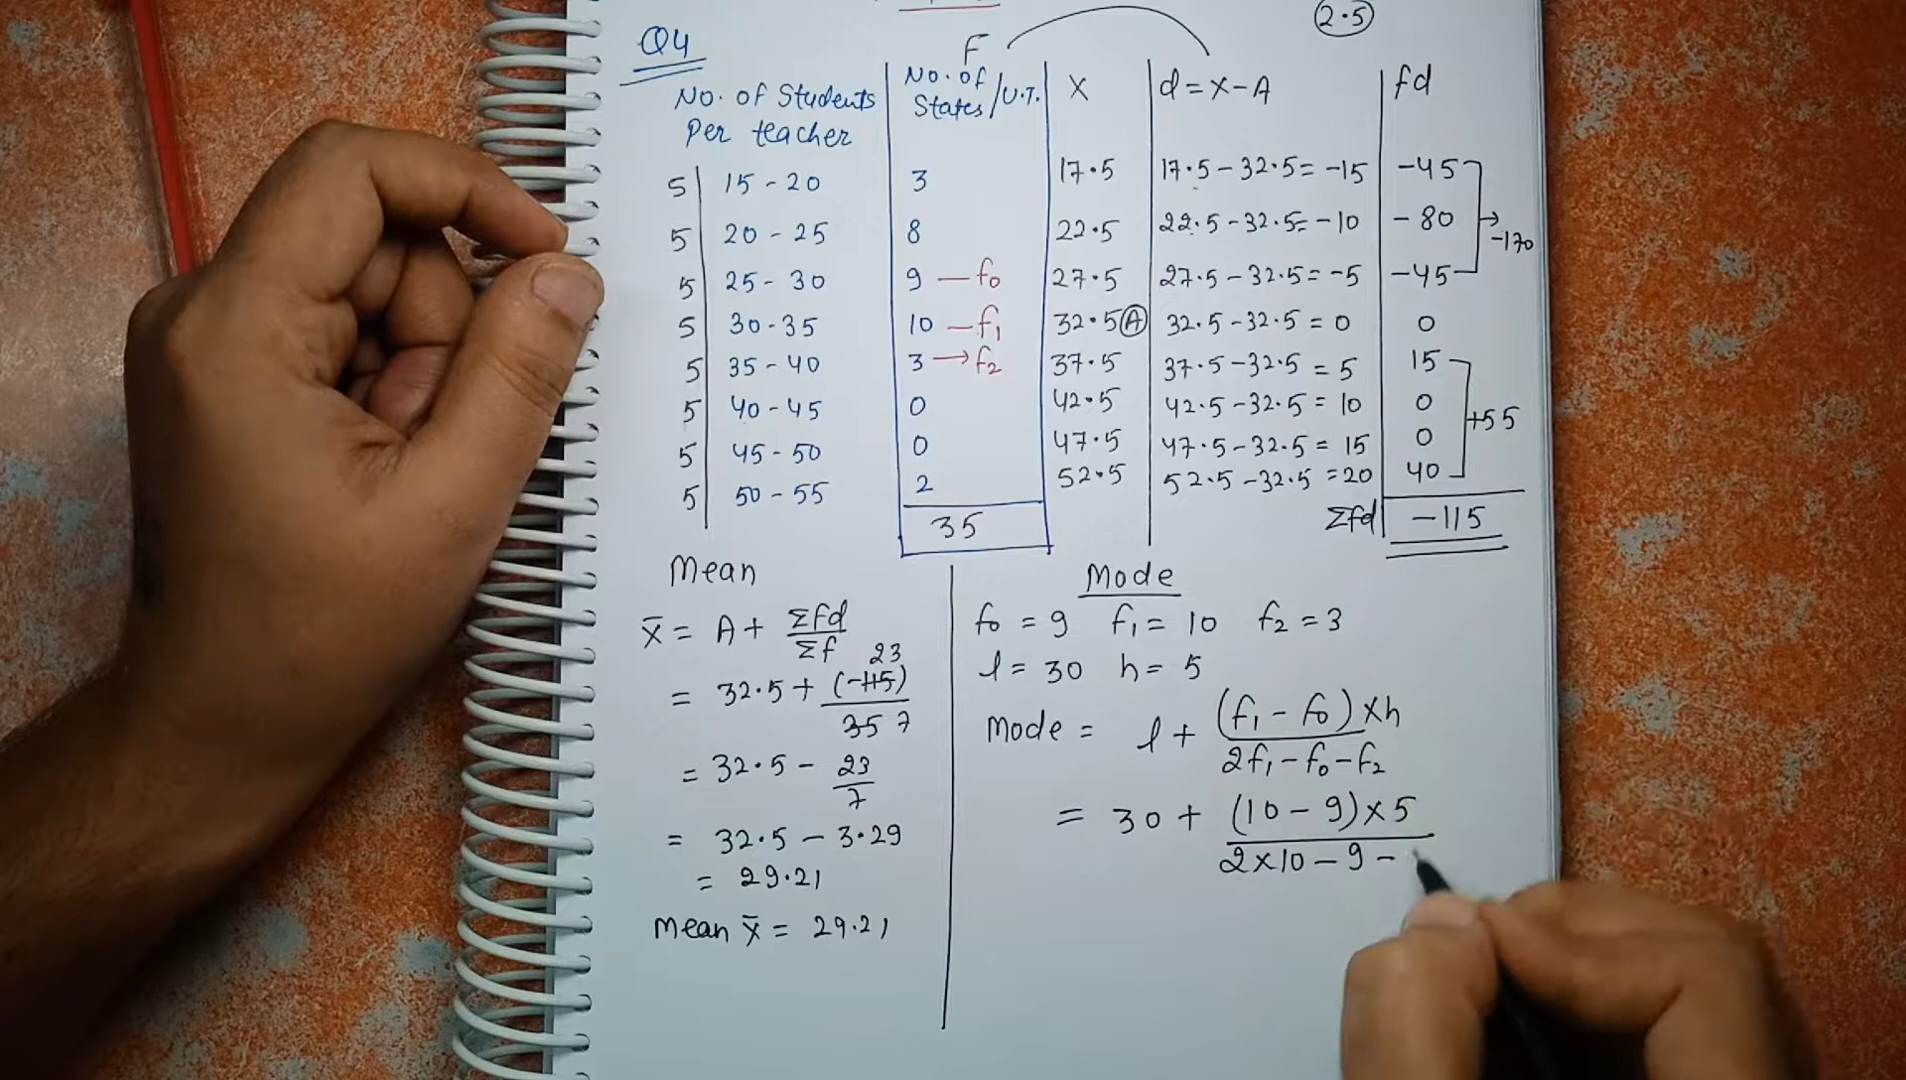 2.5
Q4
No. of Students Per teacher | F No. of States/U.T. | X | d = X - A | fd
5 | 15 - 20 | 3 | 17.5 | 17.5 - 32.5 = -15 | -45
5 | 20 - 25 | 8 | 22.5 | 22.5 - 32.5 = -10 | -80 → -170
5 | 25 - 30 | 9 — f₀ | 27.5 | 27.5 - 32.5 = -5 | -45
5 | 30 - 35 | 10 — f₁ | 32.5 A | 32.5 - 32.5 = 0 | 0
5 | 35 - 40 | 3 → f₂ | 37.5 | 37.5 - 32.5 = 5 | 15
5 | 40 - 45 | 0 | 42.5 | 42.5 - 32.5 = 10 | 0 +55
5 | 45 - 50 | 0 | 47.5 | 47.5 - 32.5 = 15 | 0
5 | 50 - 55 | 2 | 52.5 | 52.5 - 32.5 = 20 | 40
35 | Σfd | -115
Mean
x̄ = A + Σfd / Σf
= 32.5 + (-115) 23 / 35 7
= 32.5 - 23 / 7
= 32.5 - 3.29
= 29.21
Mean x̄ = 29.21
Mode
f₀ = 9 f₁ = 10 f₂ = 3
l = 30 h = 5
Mode = l + (f₁ - f₀) × h / 2f₁ - f₀ - f₂
= 30 + (10 - 9) × 5 / 2 × 10 - 9 -